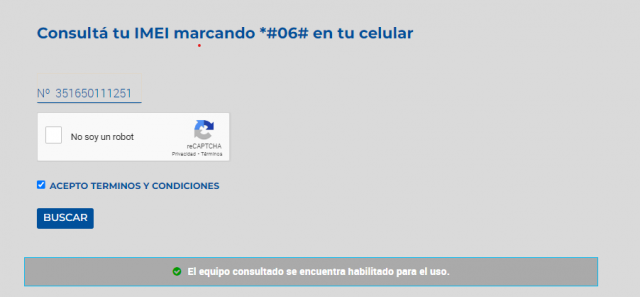 Consultá tu IMEI marcando *#06# en tu celular
Nº 351650111251
No soy un robot
reCAPTCHA
Privacidad - Términos
ACEPTO TERMINOS Y CONDICIONES
BUSCAR
El equipo consultado se encuentra habilitado para el uso.